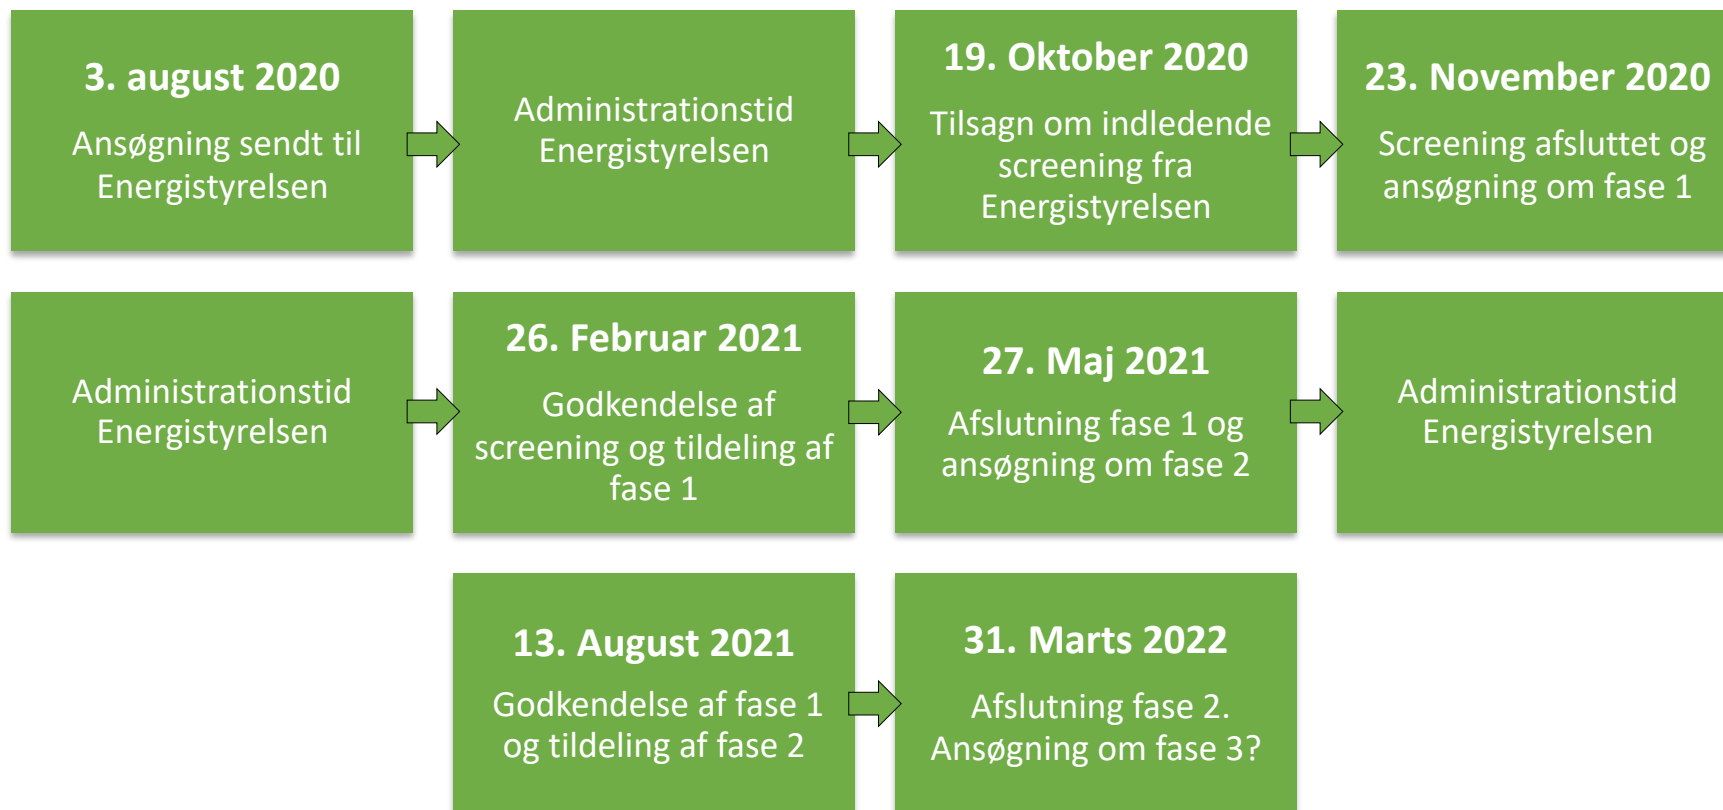 3. august 2020
Ansøgning sendt til
Energistyrelsen
Administrationstid
Energistyrelsen
19. Oktober 2020
Tilsagn om indledende
screening fra
Energistyrelsen
23. November 2020
Screening afsluttet og
ansøgning om fase 1
Administrationstid
Energistyrelsen
26. Februar 2021
Godkendelse af
screening og tildeling af
fase 1
27. Maj 2021
Afslutning fase 1 og
ansøgning om fase 2
Administrationstid
Energistyrelsen
13. August 2021
Godkendelse af fase 1
og tildeling af fase 2
31. Marts 2022
Afslutning fase 2.
Ansøgning om fase 3?